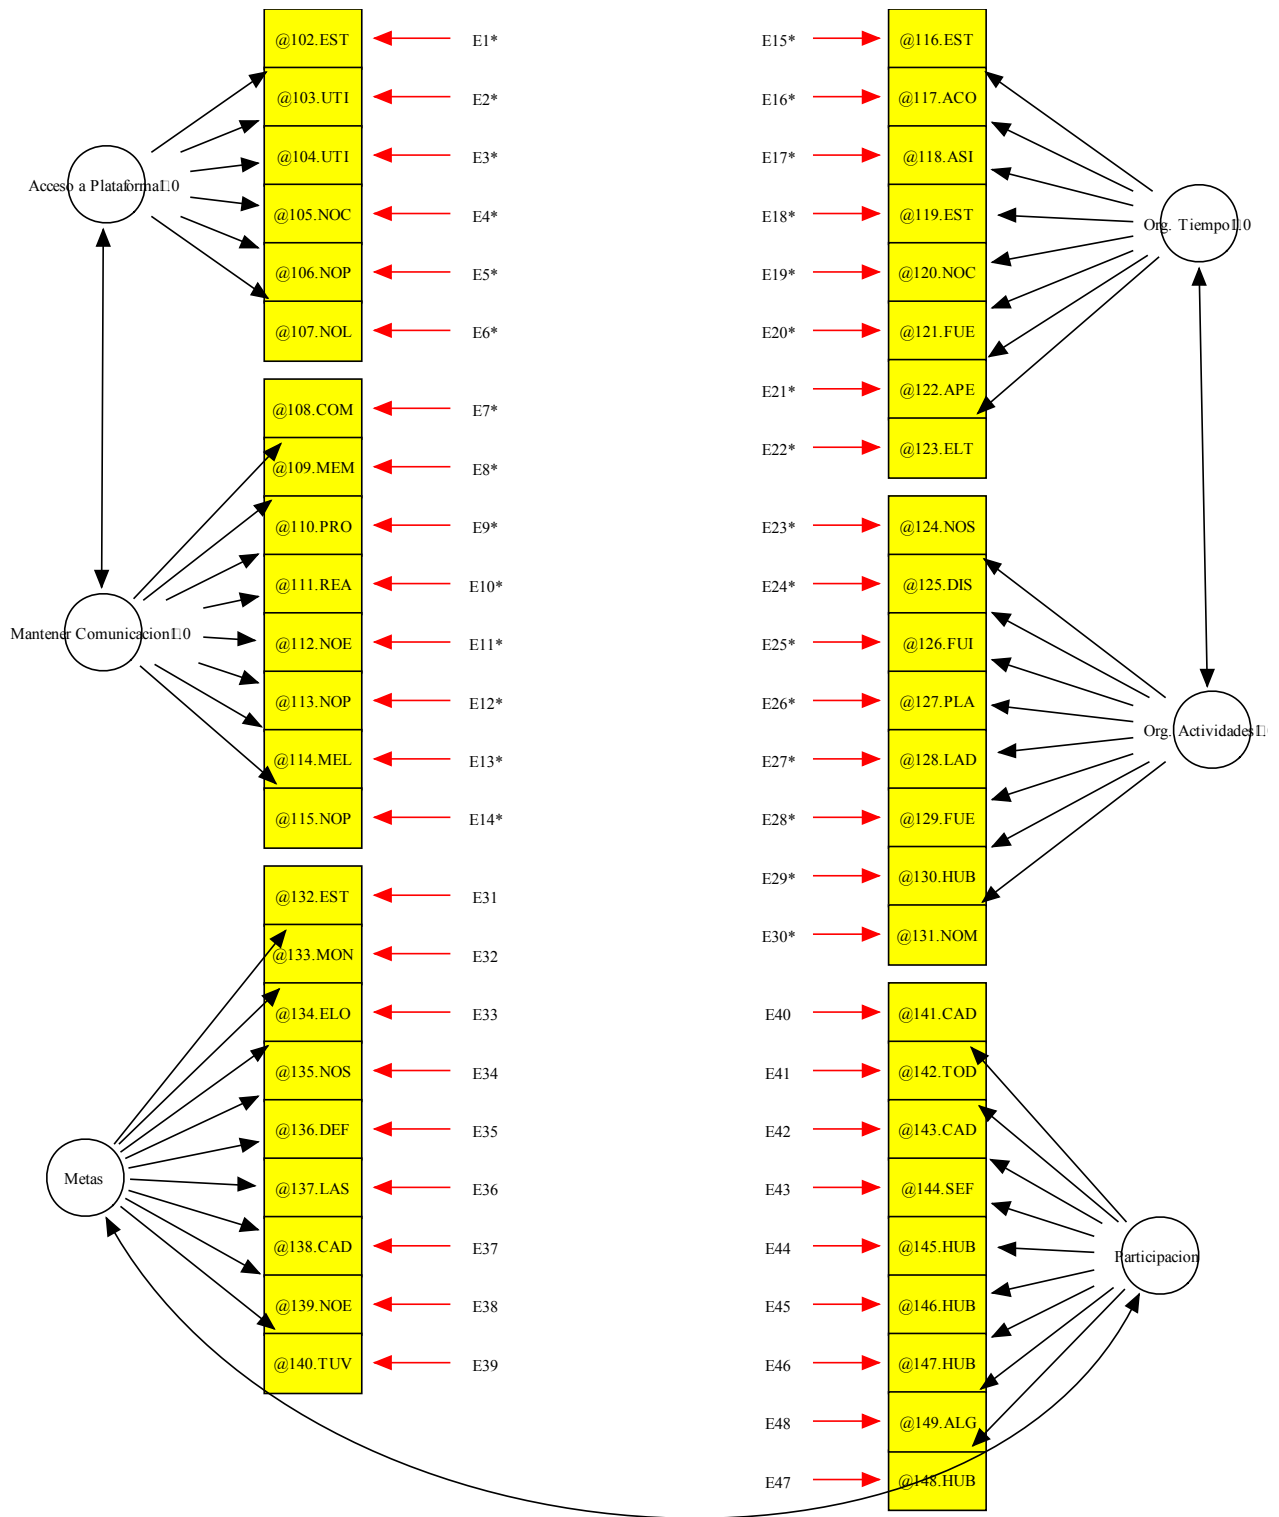 @102.EST E1*
@103.UTI E2*
@104.UTI E3*
Acceso a Plataforma1□0
@105.NOC E4*
@106.NOP E5*
@107.NOL E6*
@108.COM E7*
@109.MEM E8*
@110.PRO E9*
@111.REA E10*
Mantener Comunicacion1□0
@112.NOE E11*
@113.NOP E12*
@114.MEL E13*
@115.NOP E14*
@132.EST E31
@133.MON E32
@134.ELO E33
@135.NOS E34
@136.DEF E35
Metas
@137.LAS E36
@138.CAD E37
@139.NOE E38
@140.TUV E39
E15* @116.EST
E16* @117.ACO
E17* @118.ASI
E18* @119.EST
Org. Tiempo1□0
E19* @120.NOC
E20* @121.FUE
E21* @122.APE
E22* @123.ELT
E23* @124.NOS
E24* @125.DIS
E25* @126.FUI
E26* @127.PLA
Org. Actividades1□
E27* @128.LAD
E28* @129.FUE
E29* @130.HUB
E30* @131.NOM
E40 @141.CAD
E41 @142.TOD
E42 @143.CAD
E43 @144.SEF
E44 @145.HUB
Participacion
E45 @146.HUB
E46 @147.HUB
E48 @149.ALG
E47 @148.HUB